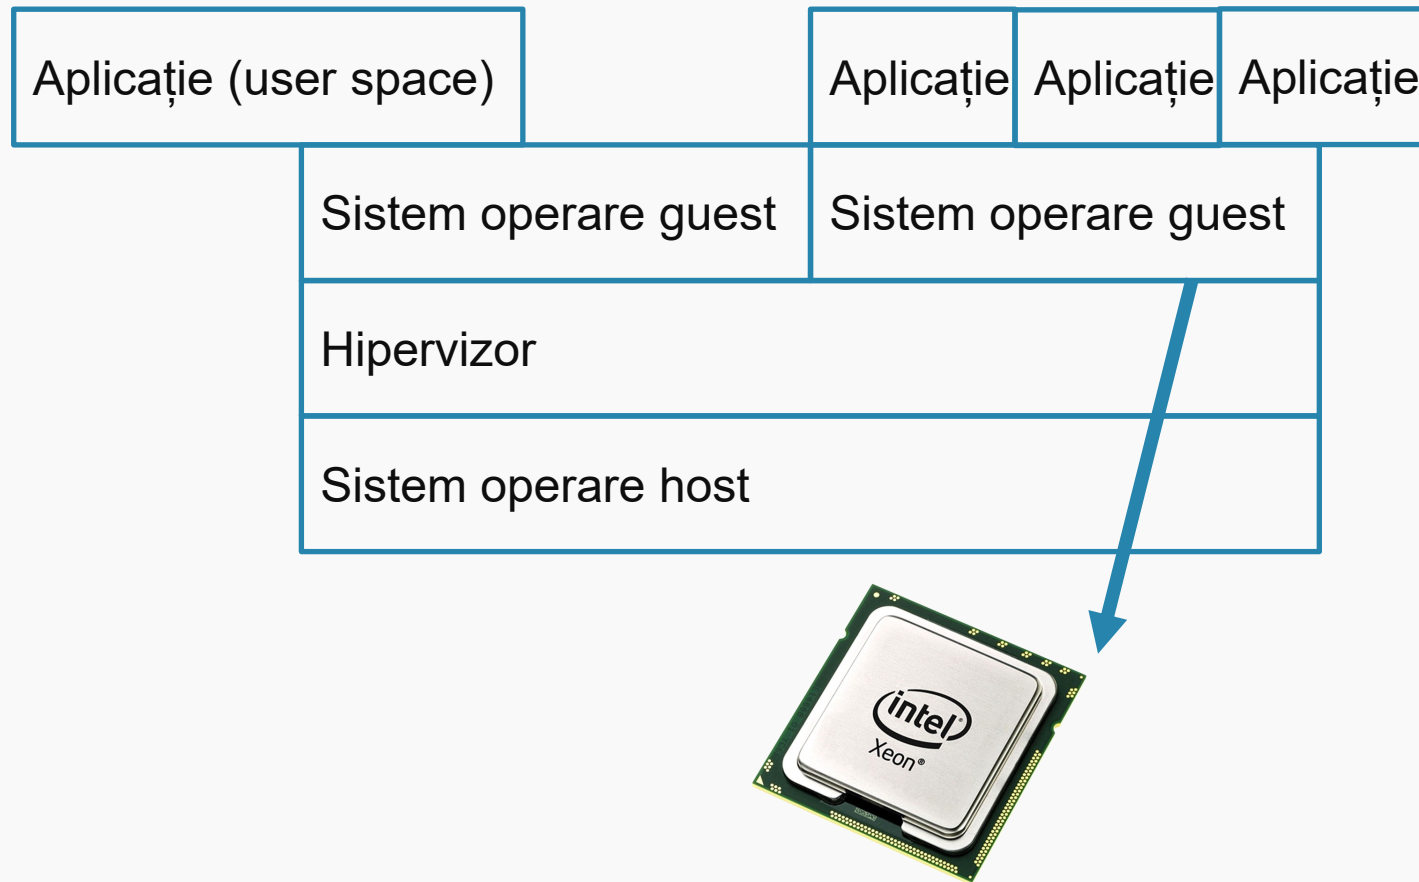 Aplicație (user space)
Aplicație
Aplicație
Aplicație
Sistem operare guest
Sistem operare guest
Hipervizor
Sistem operare host
intel®
Xeon®